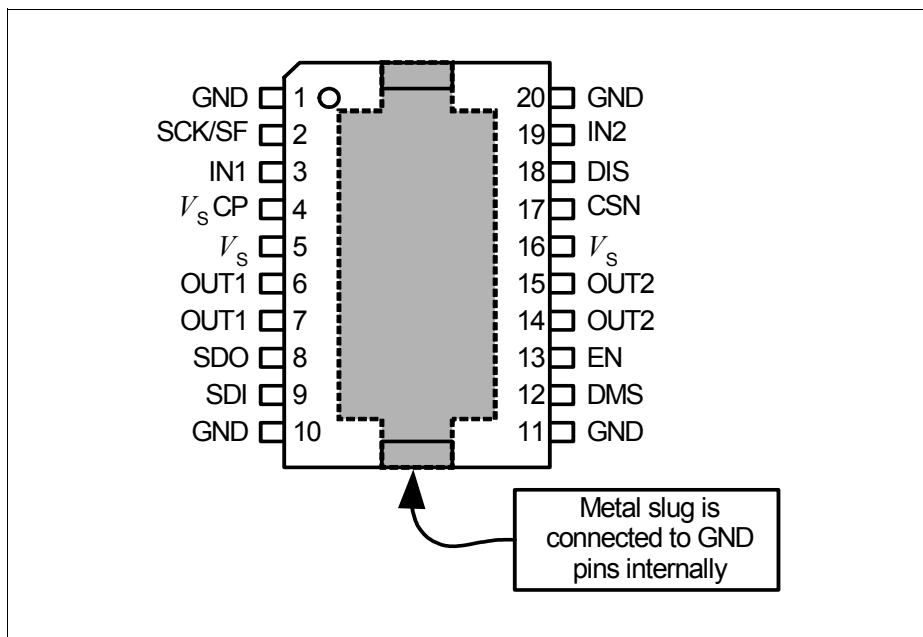 GND 1 20 GND
SCK/SF 2 19 IN2
IN1 3 18 DIS
VS CP 4 17 CSN
VS 5 16 VS
OUT1 6 15 OUT2
OUT1 7 14 OUT2
SDO 8 13 EN
SDI 9 12 DMS
GND 10 11 GND
Metal slug is
connected to GND
pins internally